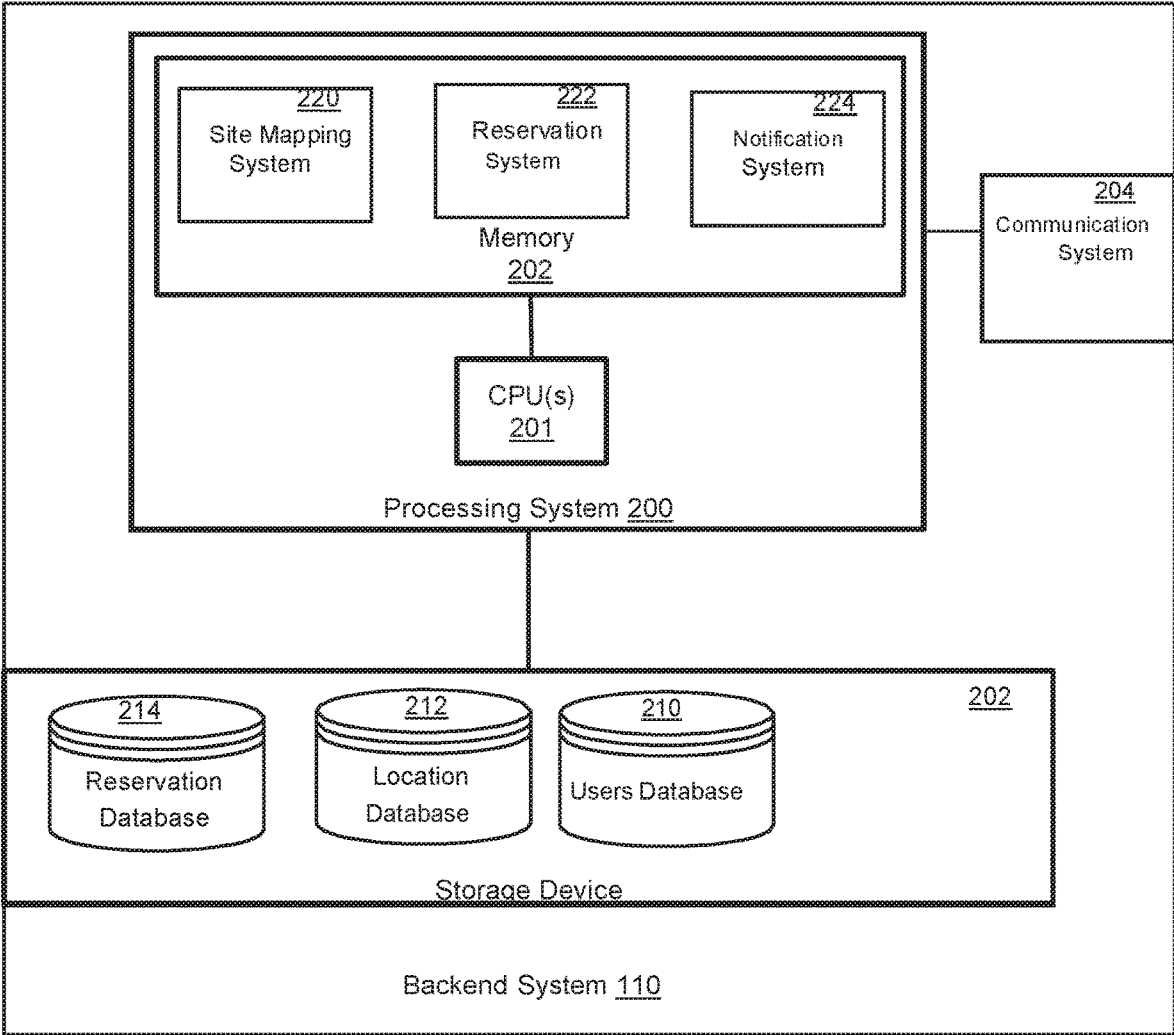 220
Site Mapping
System
222
Reservation
System
224
Notification
System
Memory
202
204
Communication
System
CPU(s)
201
Processing System 200
202
214
Reservation
Database
212
Location
Database
210
Users Database
Storage Device
Backend System 110